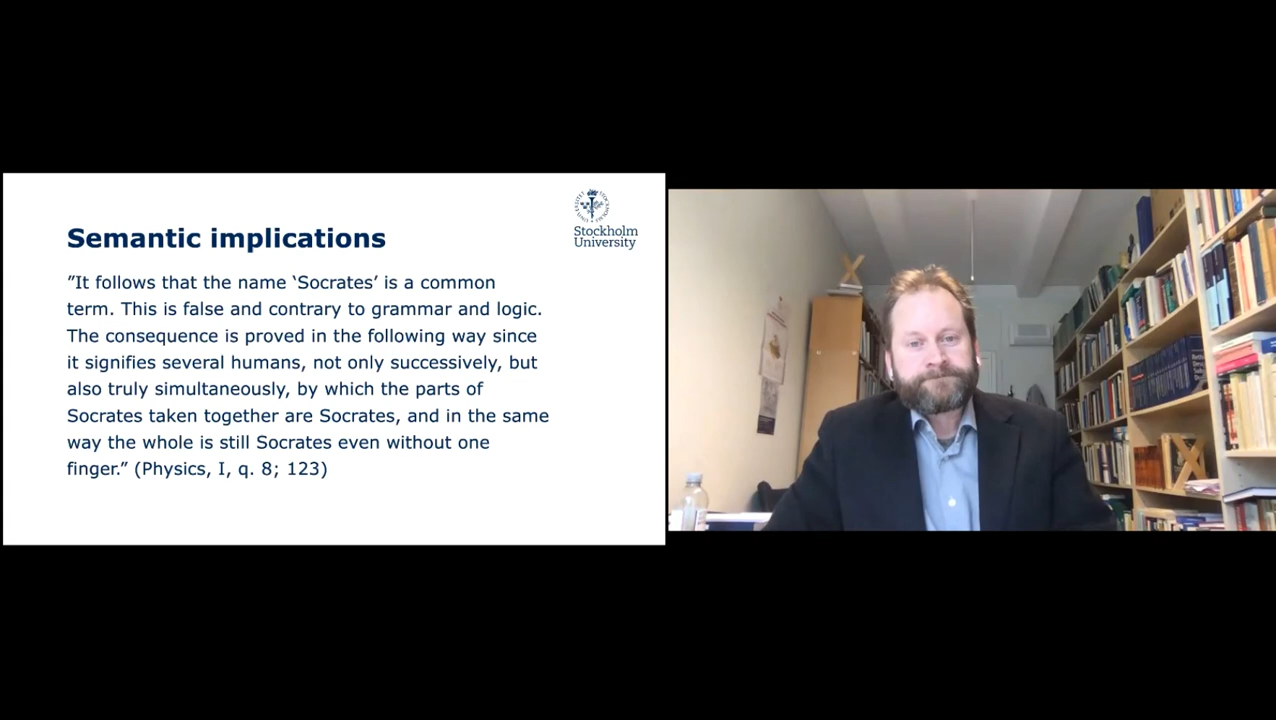 Semantic implications
Stockholm
University
”It follows that the name ‘Socrates’ is a common
term. This is false and contrary to grammar and logic.
The consequence is proved in the following way since
it signifies several humans, not only successively, but
also truly simultaneously, by which the parts of
Socrates taken together are Socrates, and in the same
way the whole is still Socrates even without one
finger.” (Physics, I, q. 8; 123)